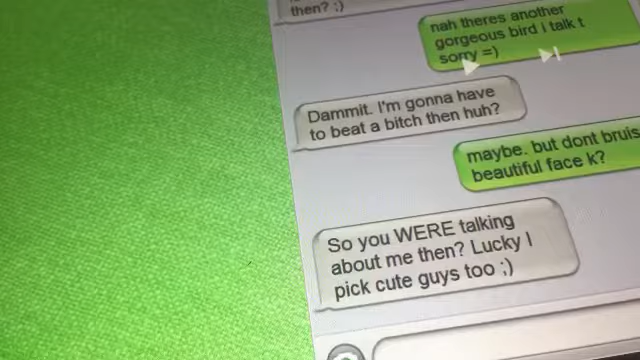 then? ;)
nah theres another
gorgeous bird i talk t
sorry =)
Dammit. I'm gonna have
to beat a bitch then huh?
maybe. but dont bruis
beautiful face k?
So you WERE talking
about me then? Lucky I
pick cute guys too ;)